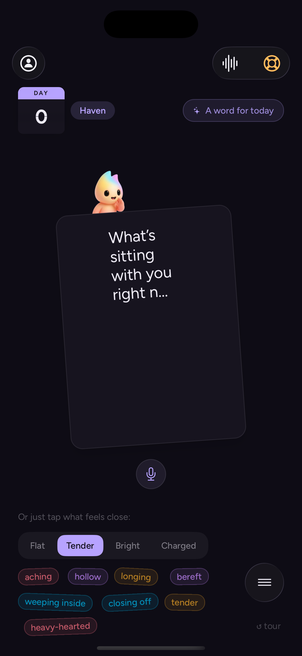 DAY
0
Haven
A word for today
What's
sitting
with you
right n...
Or just tap what feels close:
Flat Tender Bright Charged
aching hollow longing bereft
weeping inside closing off tender
heavy-hearted
↺ tour